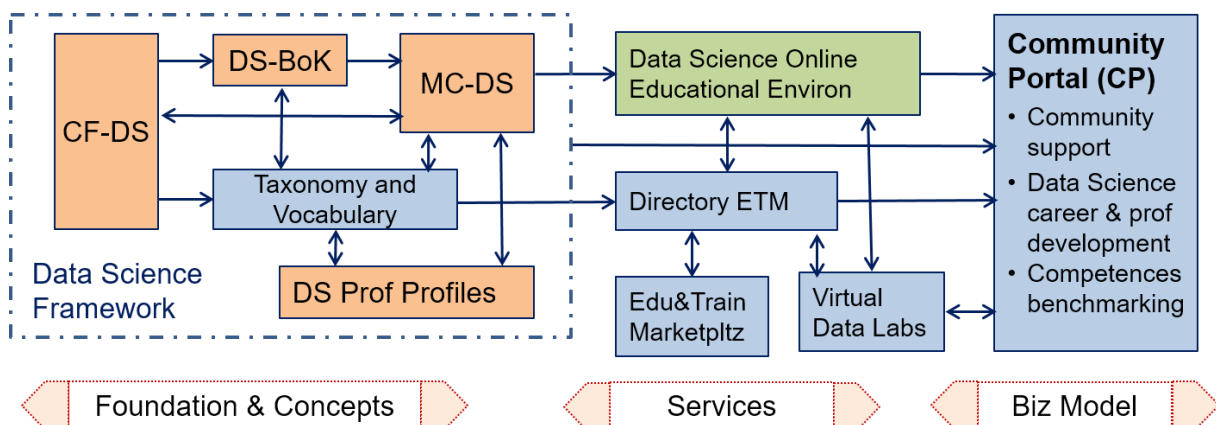 CF-DS
DS-BoK
MC-DS
Taxonomy and
Vocabulary
DS Prof Profiles
Data Science
Framework
Data Science Online
Educational Environ
Directory ETM
Edu&Train
Marketpltz
Virtual
Data Labs
Community
Portal (CP)
• Community
support
• Data Science
career & prof
development
• Competences
benchmarking
Foundation & Concepts
Services
Biz Model